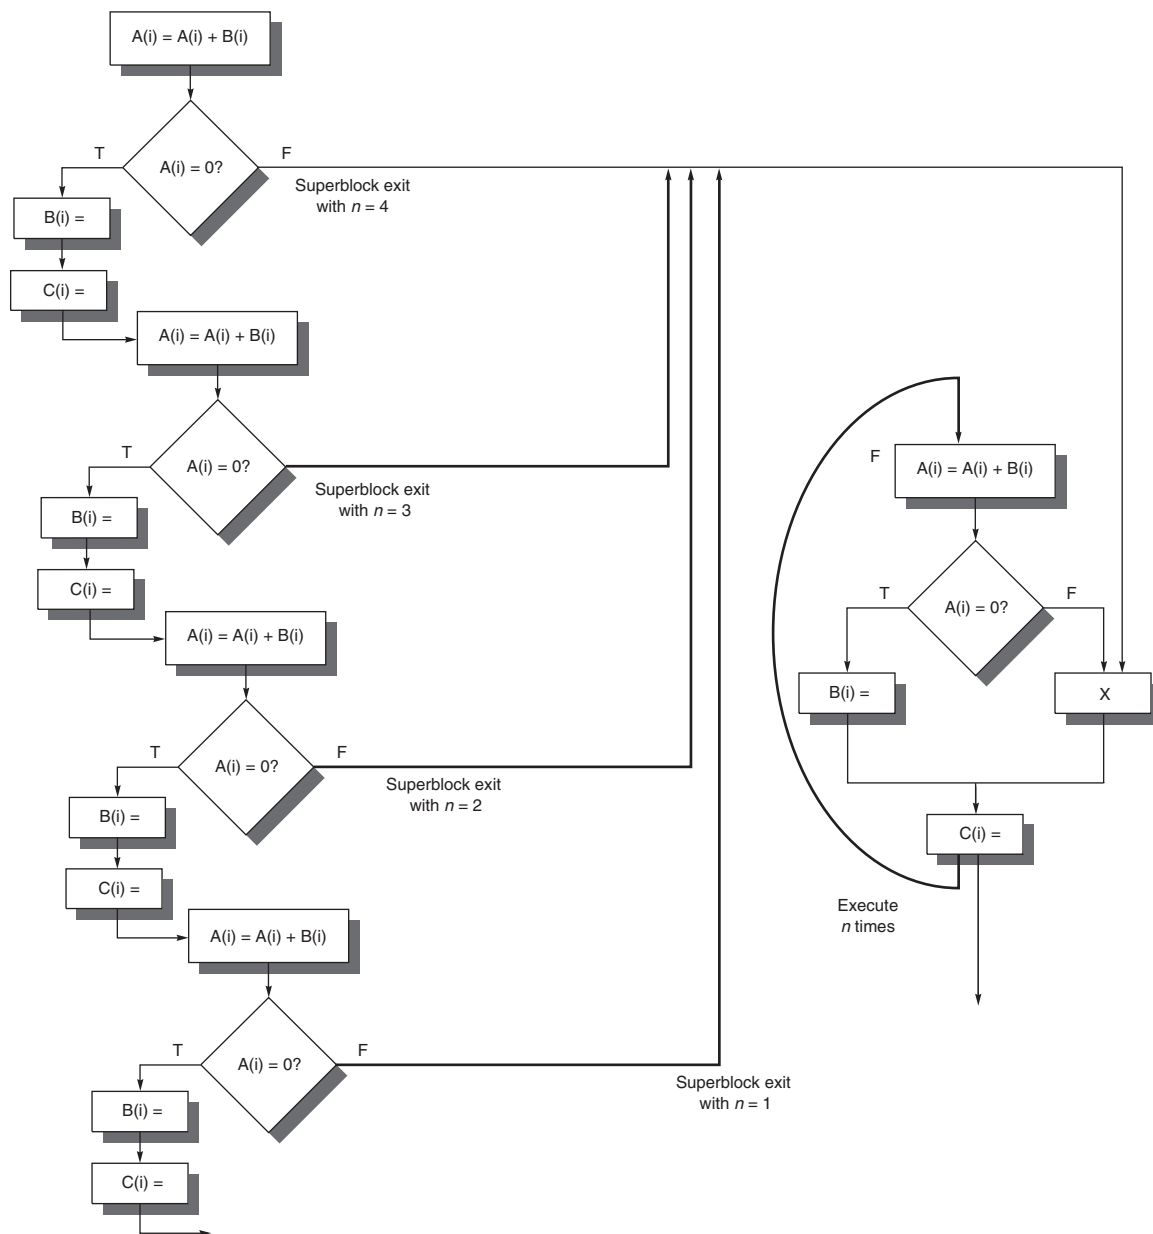 A(i) = A(i) + B(i)
T
A(i) = 0?
F
Superblock exit
with n = 4
B(i) =
C(i) =
A(i) = A(i) + B(i)
T
A(i) = 0?
Superblock exit
with n = 3
B(i) =
C(i) =
A(i) = A(i) + B(i)
T
A(i) = 0?
F
Superblock exit
with n = 2
B(i) =
C(i) =
A(i) = A(i) + B(i)
T
A(i) = 0?
F
Superblock exit
with n = 1
B(i) =
C(i) =
F
A(i) = A(i) + B(i)
T
A(i) = 0?
F
B(i) =
X
C(i) =
Execute
n times